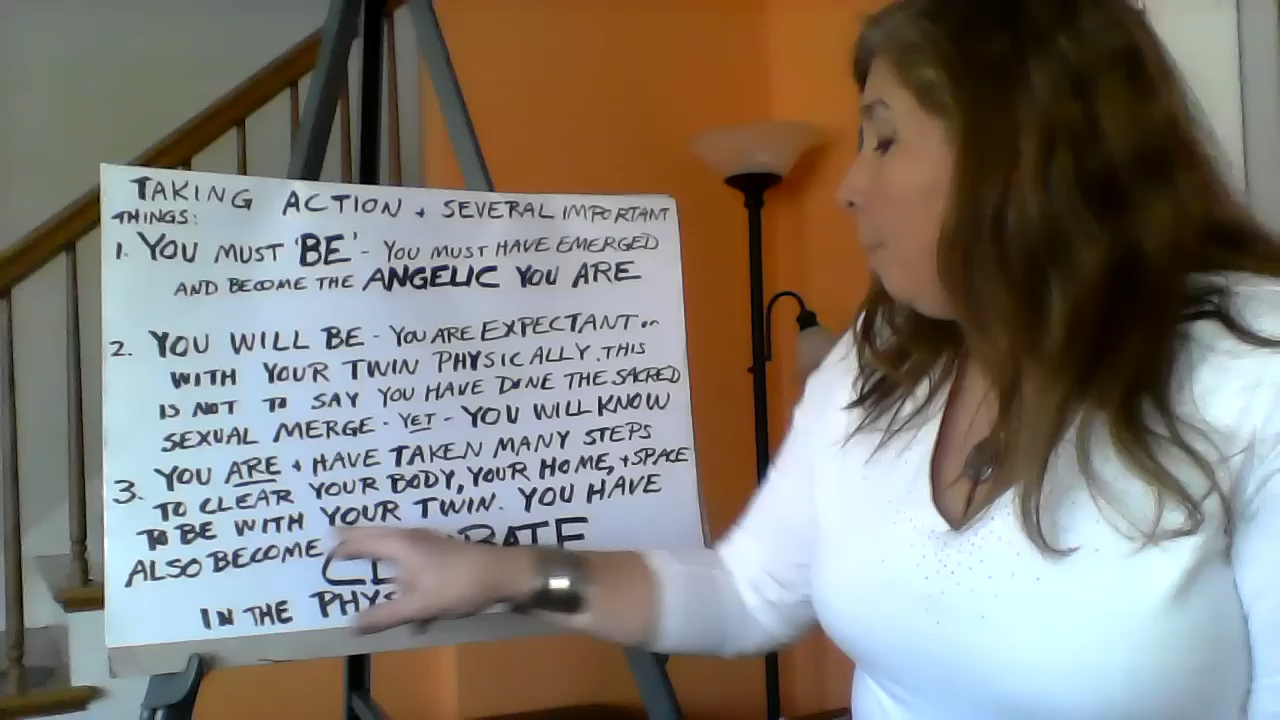 TAKING ACTION + SEVERAL IMPORTANT
THINGS:
1. YOU MUST 'BE' - YOU MUST HAVE EMERGED
AND BECOME THE ANGELIC YOU ARE
2. YOU WILL BE - YOU ARE EXPECTANT..
WITH YOUR TWIN PHYSICALLY. THIS
IS NOT TO SAY YOU HAVE DONE THE SACRED
SEXUAL MERGE - YET - YOU WILL KNOW
3. YOU ARE + HAVE TAKEN MANY STEPS
TO CLEAR YOUR BODY, YOUR HOME, + SPACE
TO BE WITH YOUR TWIN. YOU HAVE
ALSO BECOME
IN THE